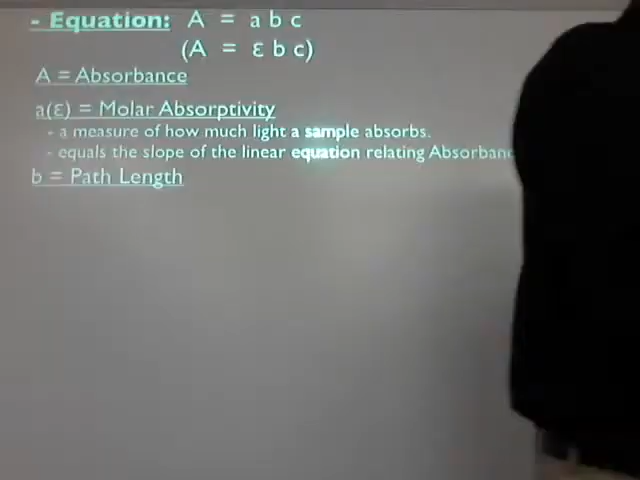 - Equation: A = a b c
(A = ε b c)
A = Absorbance
a(ε) = Molar Absorptivity
- a measure of how much light a sample absorbs.
- equals the slope of the linear equation relating
b = Path Length